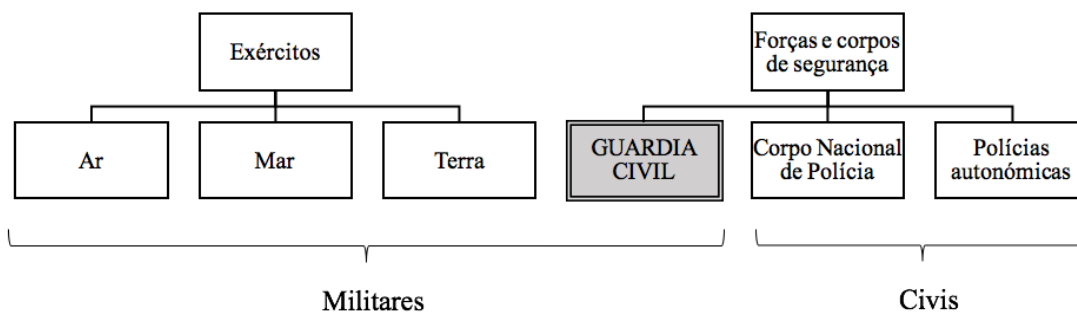 Exércitos
Forças e corpos
de segurança
Ar
Mar
Terra
GUARDIA
CIVIL
Corpo Nacional
de Polícia
Polícias
autonómicas
Militares
Civis